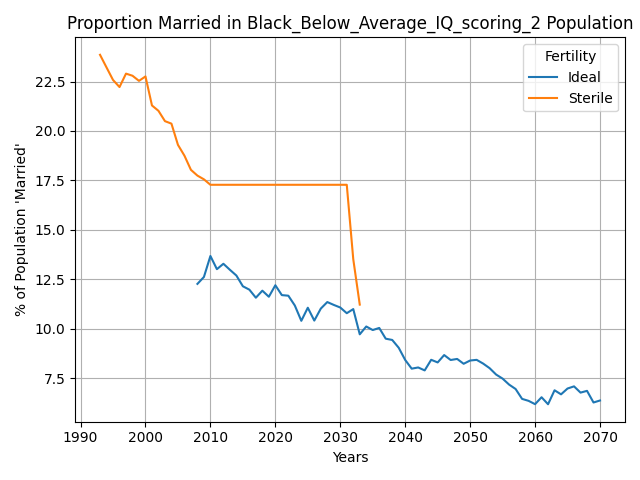 Proportion Married in Black_Below_Average_IQ_scoring_2 Population
Fertility
Ideal
Sterile
% of Population 'Married'
22.5
20.0
17.5
15.0
12.5
10.0
7.5
1990 2000 2010 2020 2030 2040 2050 2060 2070
Years